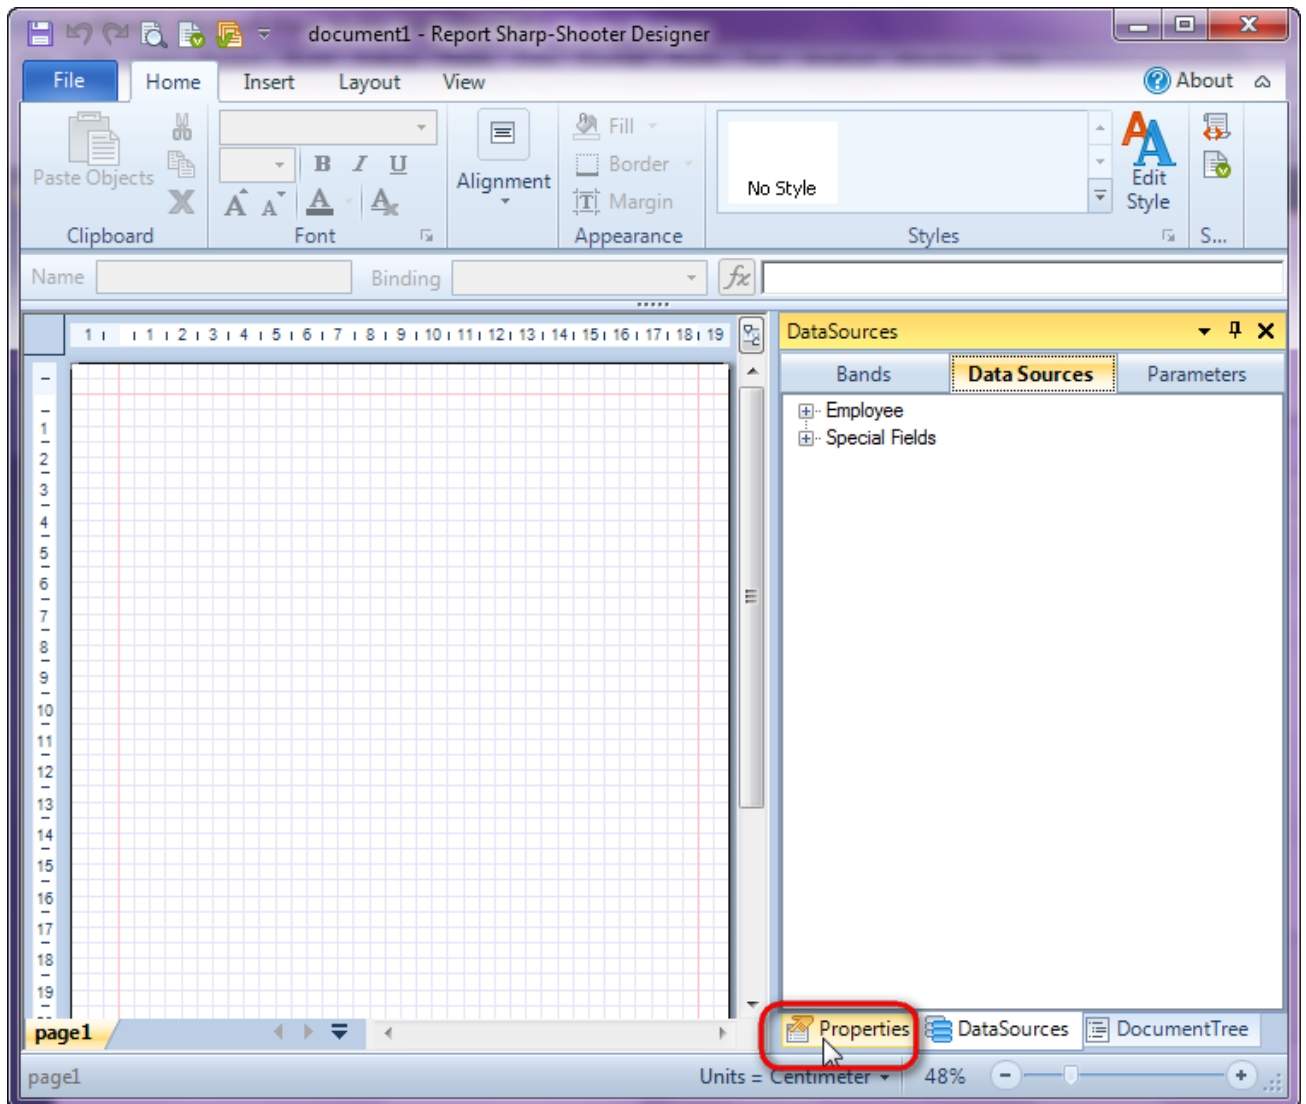 document1 - Report Sharp-Shooter Designer
File Home Insert Layout View About
Paste Objects
B I U
A A A A
Alignment
Fill
Border
Margin
No Style
Edit
Style
Clipboard Font Appearance Styles S...
Name Binding fx
1 1 2 3 4 5 6 7 8 9 10 11 12 13 14 15 16 17 18 19
DataSources
Bands Data Sources Parameters
Employee
Special Fields
1
2
3
4
5
6
7
8
9
10
11
12
13
14
15
16
17
18
19
page1
Properties DataSources DocumentTree
page1 Units = Centimeter 48%